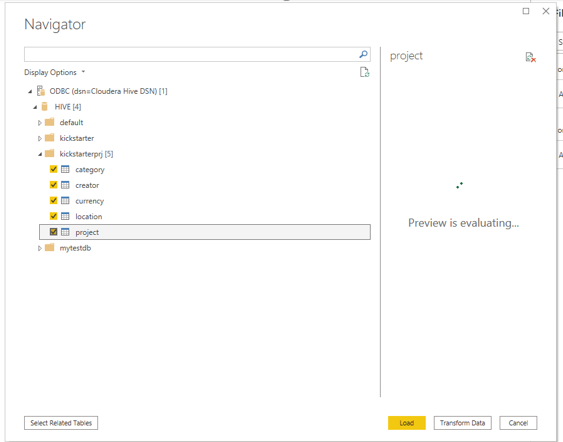 Navigator
Display Options
project
ODBC (dsn=Cloudera Hive DSN) [1]
HIVE [4]
default
kickstarter
kickstarterprj [5]
category
creator
currency
location
project
mytestdb
Preview is evaluating...
Select Related Tables
Load
Transform Data
Cancel